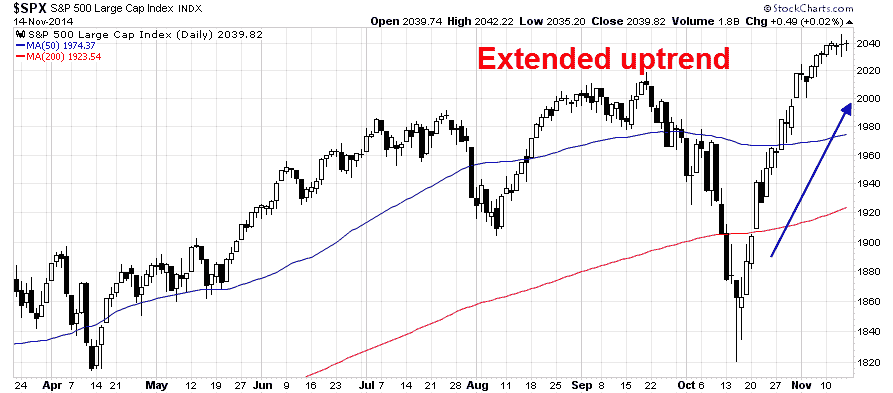 $SPX S&P 500 Large Cap Index INDX © StockCharts.com
14-Nov-2014 Open 2039.74 High 2042.22 Low 2035.20 Close 2039.82 Volume 1.8B Chg +0.49 (+0.02%)
S&P 500 Large Cap Index (Daily) 2039.82
MA(50) 1974.37
MA(200) 1923.54
Extended uptrend
2040
2020
2000
1980
1960
1940
1920
1900
1880
1860
1840
1820
24 Apr 7 14 21 May 12 19 27 Jun 9 16 23 Jul 7 14 21 28 Aug 11 18 25 Sep 8 15 22 Oct 6 13 20 27 Nov 10